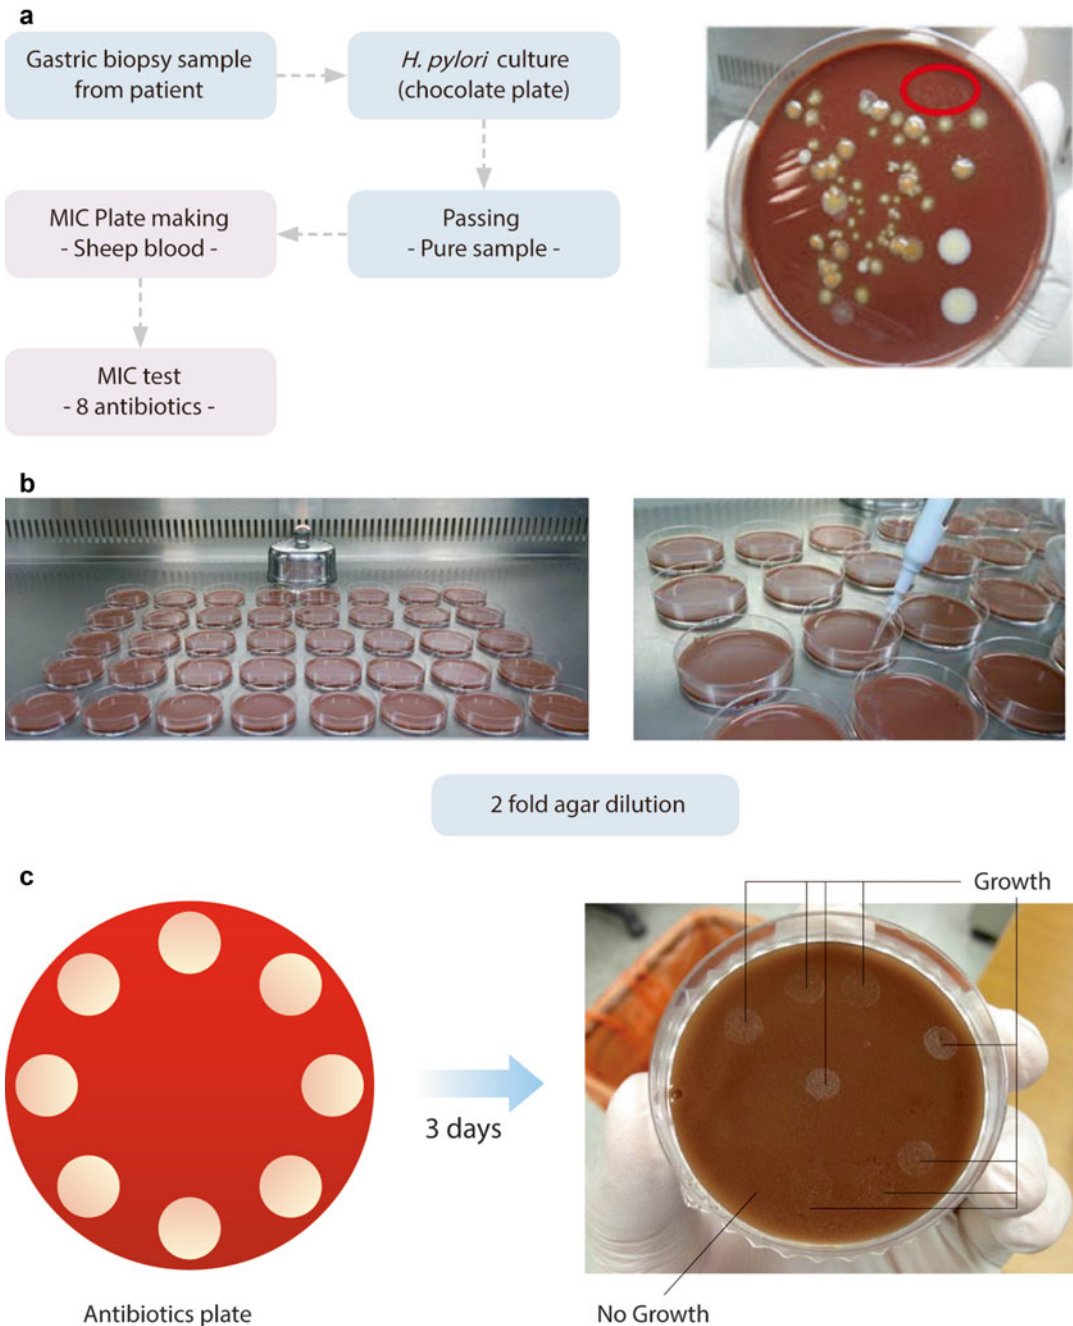 a
Gastric biopsy sample
from patient
H. pylori culture
(chocolate plate)
MIC Plate making
- Sheep blood -
Passing
- Pure sample -
MIC test
- 8 antibiotics -
b
2 fold agar dilution
c
Growth
3 days
Antibiotics plate
No Growth